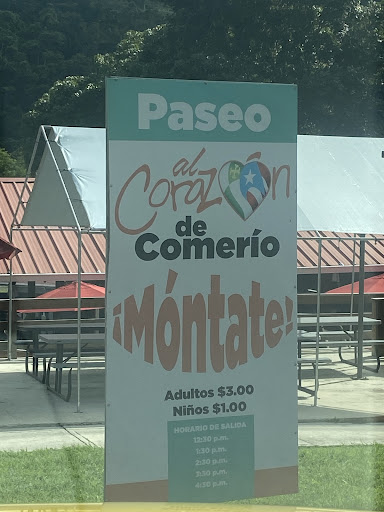 Paseo
al
Corazón
de
Comerío
¡Móntate!
Adultos $3.00
Niños $1.00
HORARIO DE SALIDA
12:30 p.m.
1:30 p.m.
2:30 p.m.
3:30 p.m.
4:30 p.m.